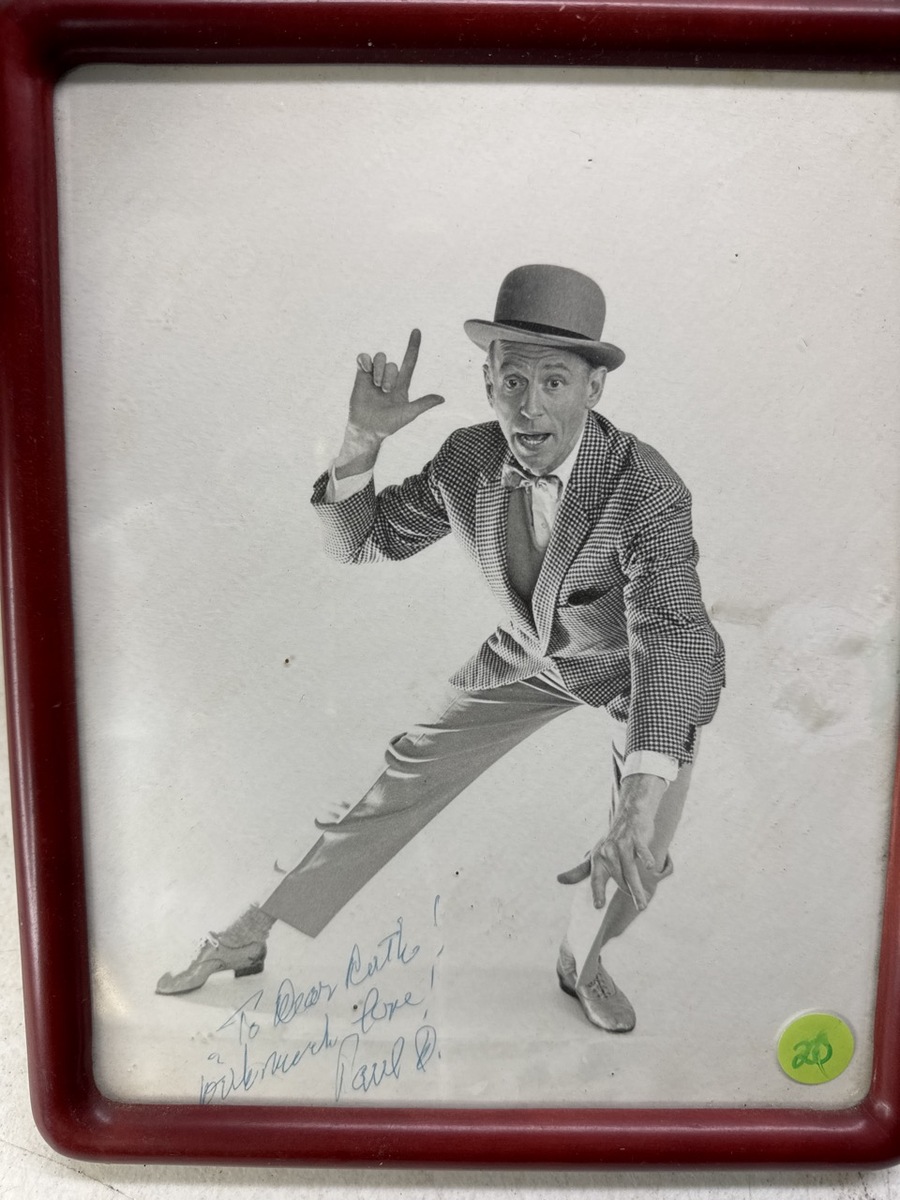 To Dear Ruth!
with much love!
Paul D.
20